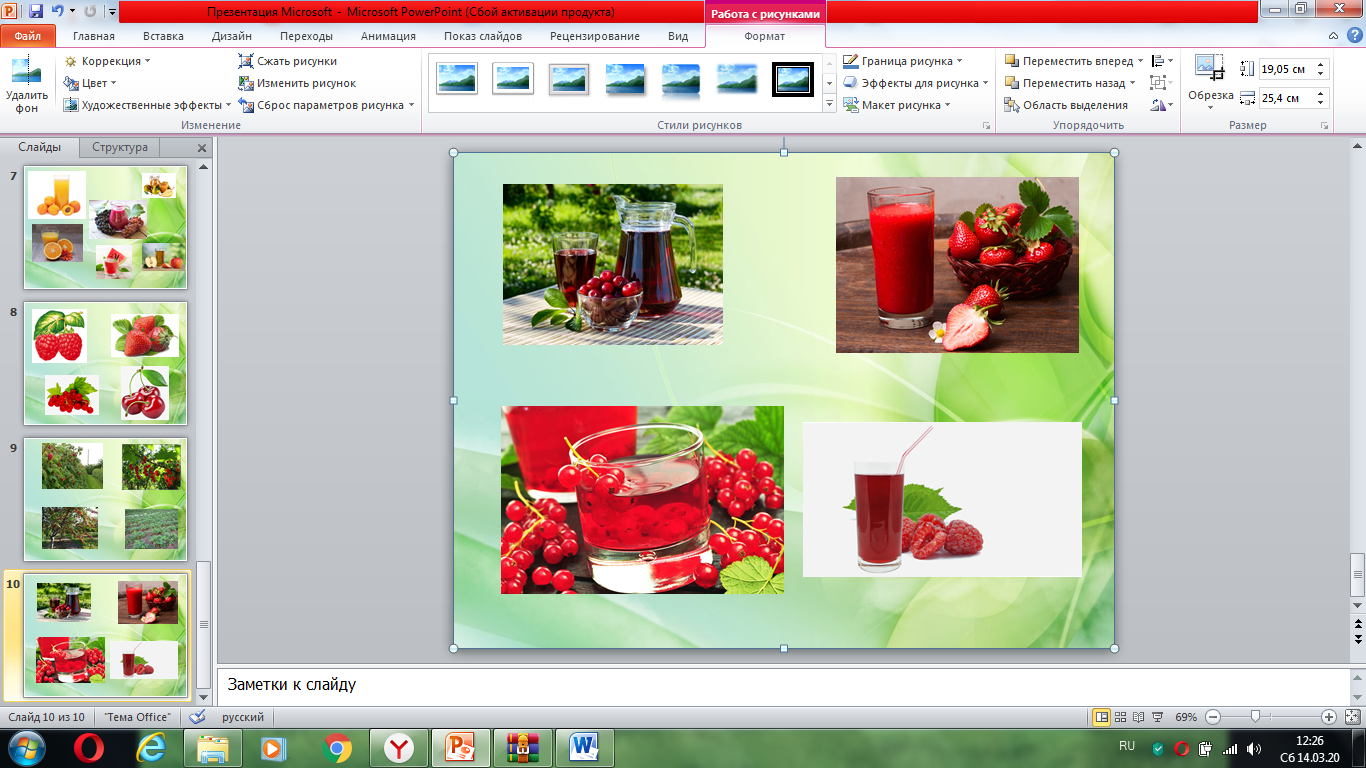 Презентация Microsoft - Microsoft PowerPoint (Сбой активации продукта)
Работа с рисунками
Файл Главная Вставка Дизайн Переходы Анимация Показ слайдов Рецензирование Вид Формат
Удалить фон
Коррекция
Цвет
Художественные эффекты
Сжать рисунки
Изменить рисунок
Сброс параметров рисунка
Изменение
Стили рисунков
Граница рисунка
Эффекты для рисунка
Макет рисунка
Переместить вперед
Переместить назад
Область выделения
Упорядочить
Обрезка
19,05 см
25,4 см
Размер
Слайды Структура
7
8
9
10
Заметки к слайду
Слайд 10 из 10 "Тема Office" русский 69%
RU
12:26
Сб 14.03.20